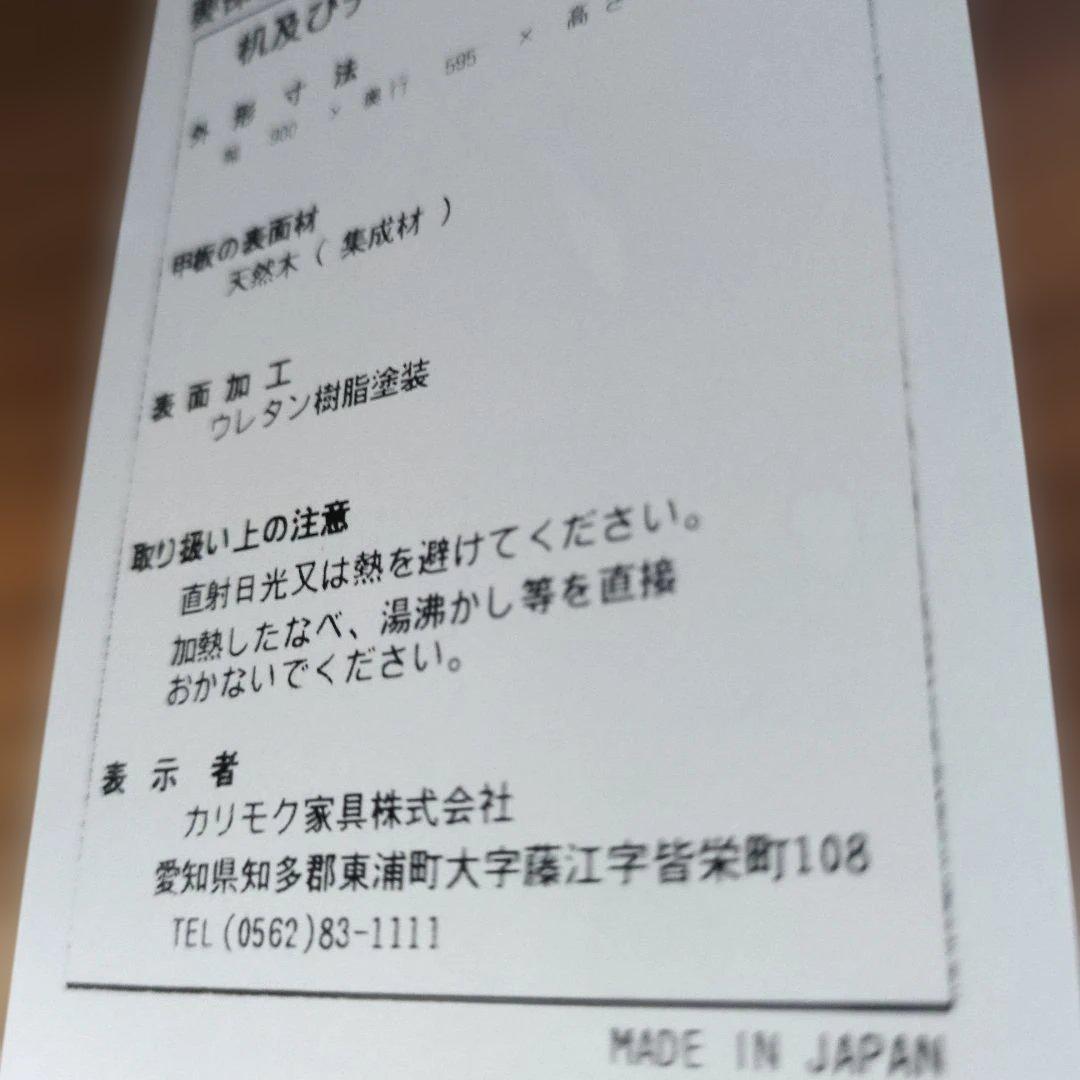 机及び
外形寸法
幅 900 × 奥行 595 × 高さ
甲板の表面材
天然木（集成材）
表面加工
ウレタン樹脂塗装
取り扱い上の注意
直射日光又は熱を避けてください。
加熱したなべ、湯沸かし等を直接
おかないでください。
表示者
カリモク家具株式会社
愛知県知多郡東浦町大字藤江字皆栄町108
TEL(0562)83-1111
MADE IN JAPAN